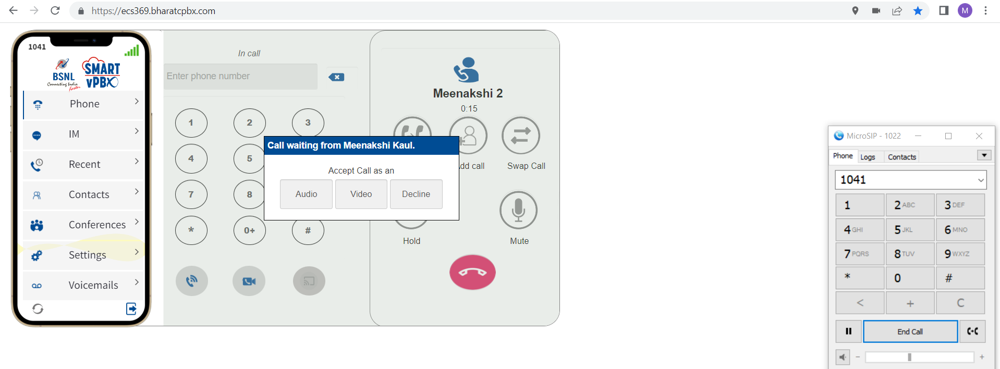 https://ecs369.bharatcpbx.com
M
1041
BSNL
Connecting India
faster
SMART
vPBX
Phone
IM
Recent
Contacts
Conferences
Settings
Voicemails
In call
Enter phone number
1 2 3
4 5
7 8
* 0+ #
Meenakshi 2
0:15
dd call
Swap Call
Hold
Mute
Call waiting from Meenakshi Kaul.
Accept Call as an
Audio Video Decline
MicroSIP - 1022
Phone Logs Contacts
1041
1 2 ABC 3 DEF
4 GHI 5 JKL 6 MNO
7 PQRS 8 TUV 9 WXYZ
* 0 #
< + C
End Call
− +